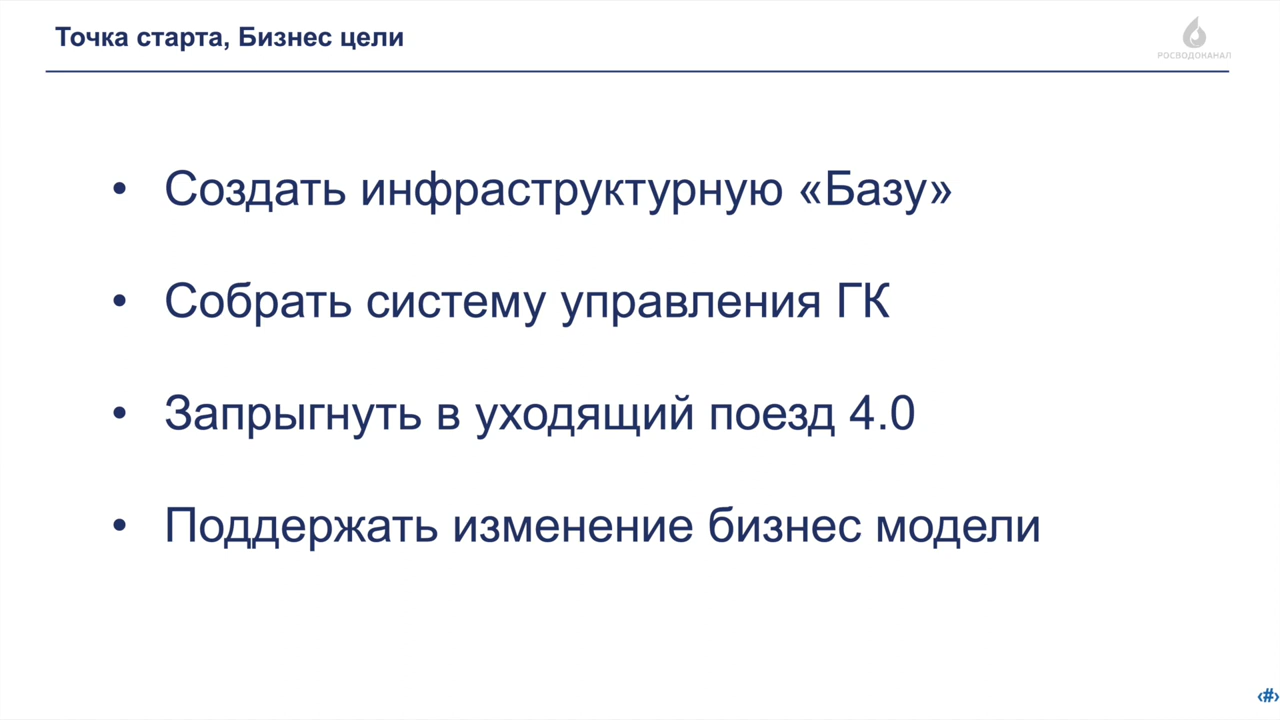 Точка старта, Бизнес цели
РОСВОДОКАНАЛ
• Создать инфраструктурную «Базу»
• Собрать систему управления ГК
• Запрыгнуть в уходящий поезд 4.0
• Поддержать изменение бизнес модели
‹#›